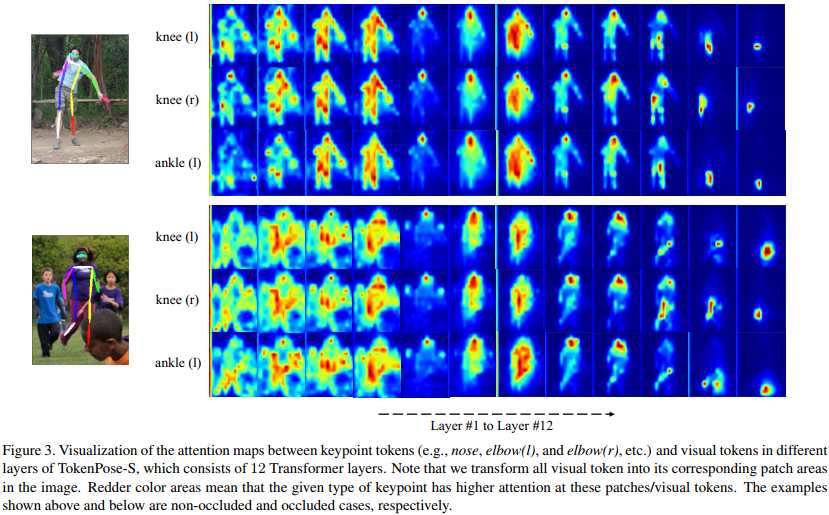 knee (l)
knee (r)
ankle (l)
knee (l)
knee (r)
ankle (l)
Layer #1 to Layer #12
Figure 3. Visualization of the attention maps between keypoint tokens (e.g., nose, elbow(l), and elbow(r), etc.) and visual tokens in different
layers of TokenPose-S, which consists of 12 Transformer layers. Note that we transform all visual token into its corresponding patch areas
in the image. Redder color areas mean that the given type of keypoint has higher attention at these patches/visual tokens. The examples
shown above and below are non-occluded and occluded cases, respectively.